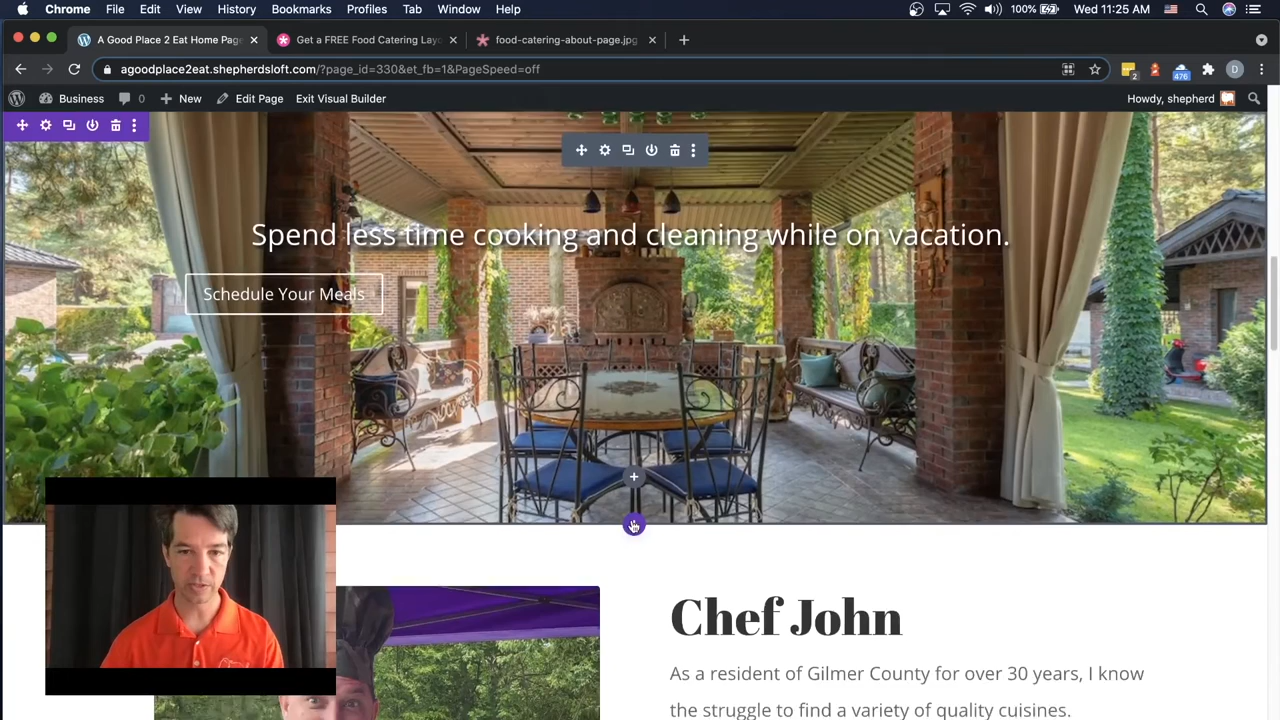 Chrome File Edit View History Bookmarks Profiles Tab Window Help 100% Wed 11:25 AM
A Good Place 2 Eat Home Page Get a FREE Food Catering Layo food-catering-about-page.jpg
agoodplace2eat.shepherdsloft.com/?page_id=330&et_fb=1&PageSpeed=off 2 476 D
Business 0 New Edit Page Exit Visual Builder Howdy, shepherd
Spend less time cooking and cleaning while on vacation.
Schedule Your Meals
Chef John
As a resident of Gilmer County for over 30 years, I know
the struggle to find a variety of quality cuisines.